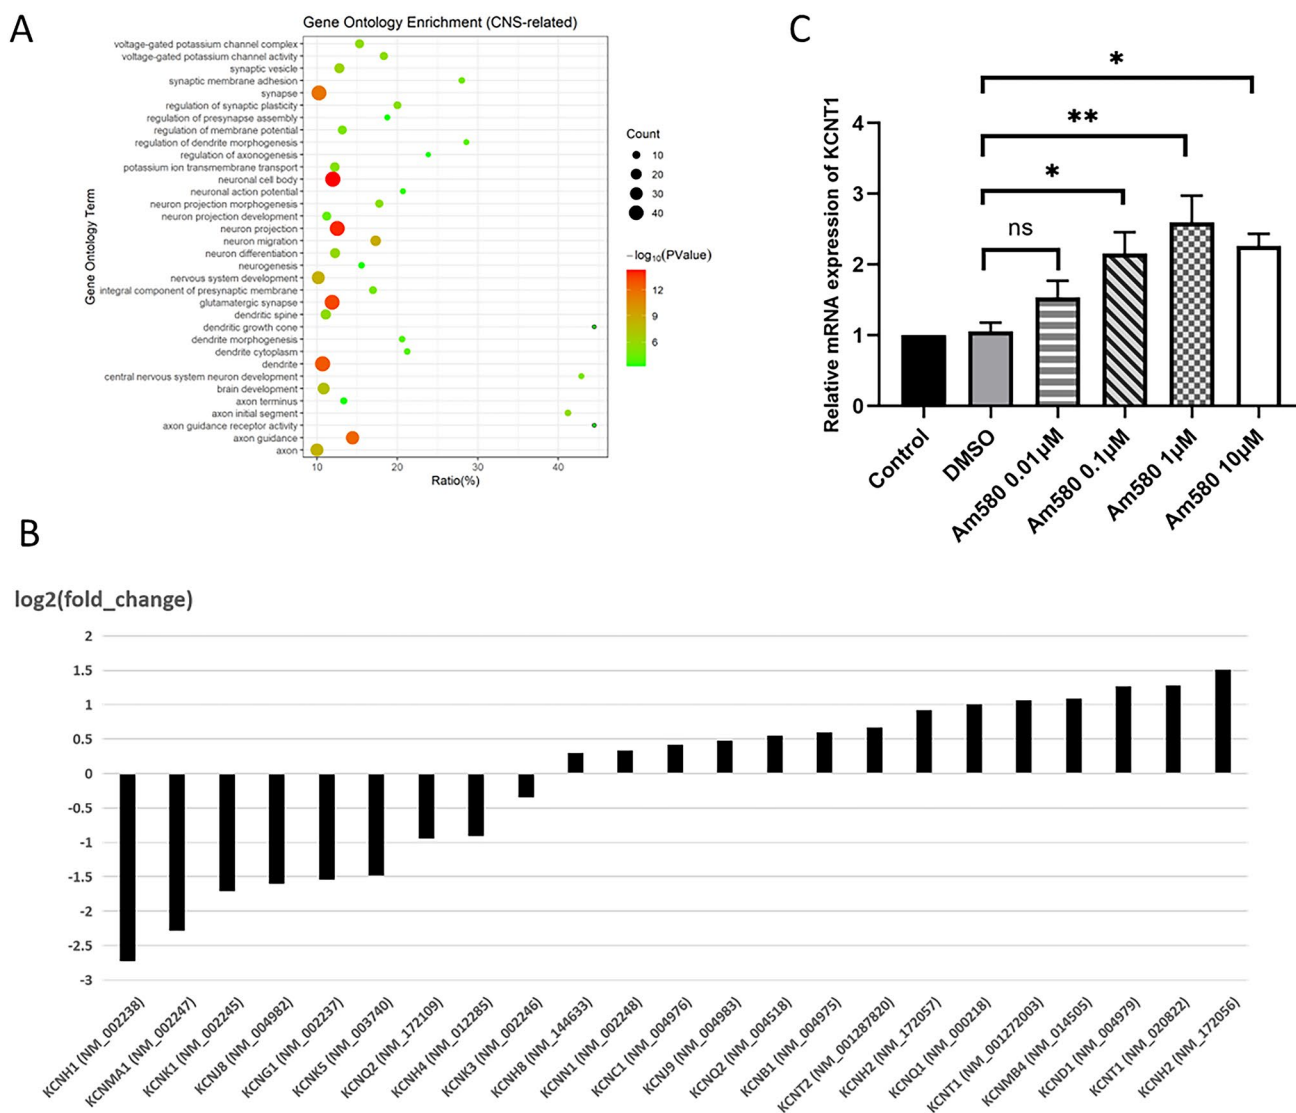 A
Gene Ontology Enrichment (CNS-related)
Gene Ontology Term
voltage-gated potassium channel complex
voltage-gated potassium channel activity
synaptic vesicle
synaptic membrane adhesion
synapse
regulation of synaptic plasticity
regulation of presynapse assembly
regulation of membrane potential
regulation of dendrite morphogenesis
regulation of axonogenesis
potassium ion transmembrane transport
neuronal cell body
neuronal action potential
neuron projection morphogenesis
neuron projection development
neuron projection
neuron migration
neuron differentiation
neurogenesis
nervous system development
integral component of presynaptic membrane
glutamatergic synapse
dendritic spine
dendritic growth cone
dendrite morphogenesis
dendrite cytoplasm
dendrite
central nervous system neuron development
brain development
axon terminus
axon initial segment
axon guidance receptor activity
axon guidance
axon
10 20 30 40
Ratio(%)
Count
10
20
30
40
−log10(PValue)
12
9
6
C
Relative mRNA expression of KCNT1
4
3
2
1
0
*
**
*
ns
Control
DMSO
Am580 0.01μM
Am580 0.1μM
Am580 1μM
Am580 10μM
B
log2(fold_change)
2
1.5
1
0.5
0
-0.5
-1
-1.5
-2
-2.5
-3
KCNH1 (NM_002238)
KCNMA1 (NM_002247)
KCNK1 (NM_002245)
KCNJ8 (NM_004982)
KCNG1 (NM_002237)
KCNK5 (NM_003740)
KCNQ2 (NM_172109)
KCNH4 (NM_012285)
KCNK3 (NM_002246)
KCNH8 (NM_144633)
KCNN1 (NM_002248)
KCNC1 (NM_004976)
KCNJ9 (NM_004983)
KCNQ2 (NM_004518)
KCNB1 (NM_004975)
KCNT2 (NM_001287820)
KCNH2 (NM_172057)
KCNQ1 (NM_000218)
KCNT1 (NM_001272003)
KCNMB4 (NM_014505)
KCND1 (NM_004979)
KCNT1 (NM_020822)
KCNH2 (NM_172056)